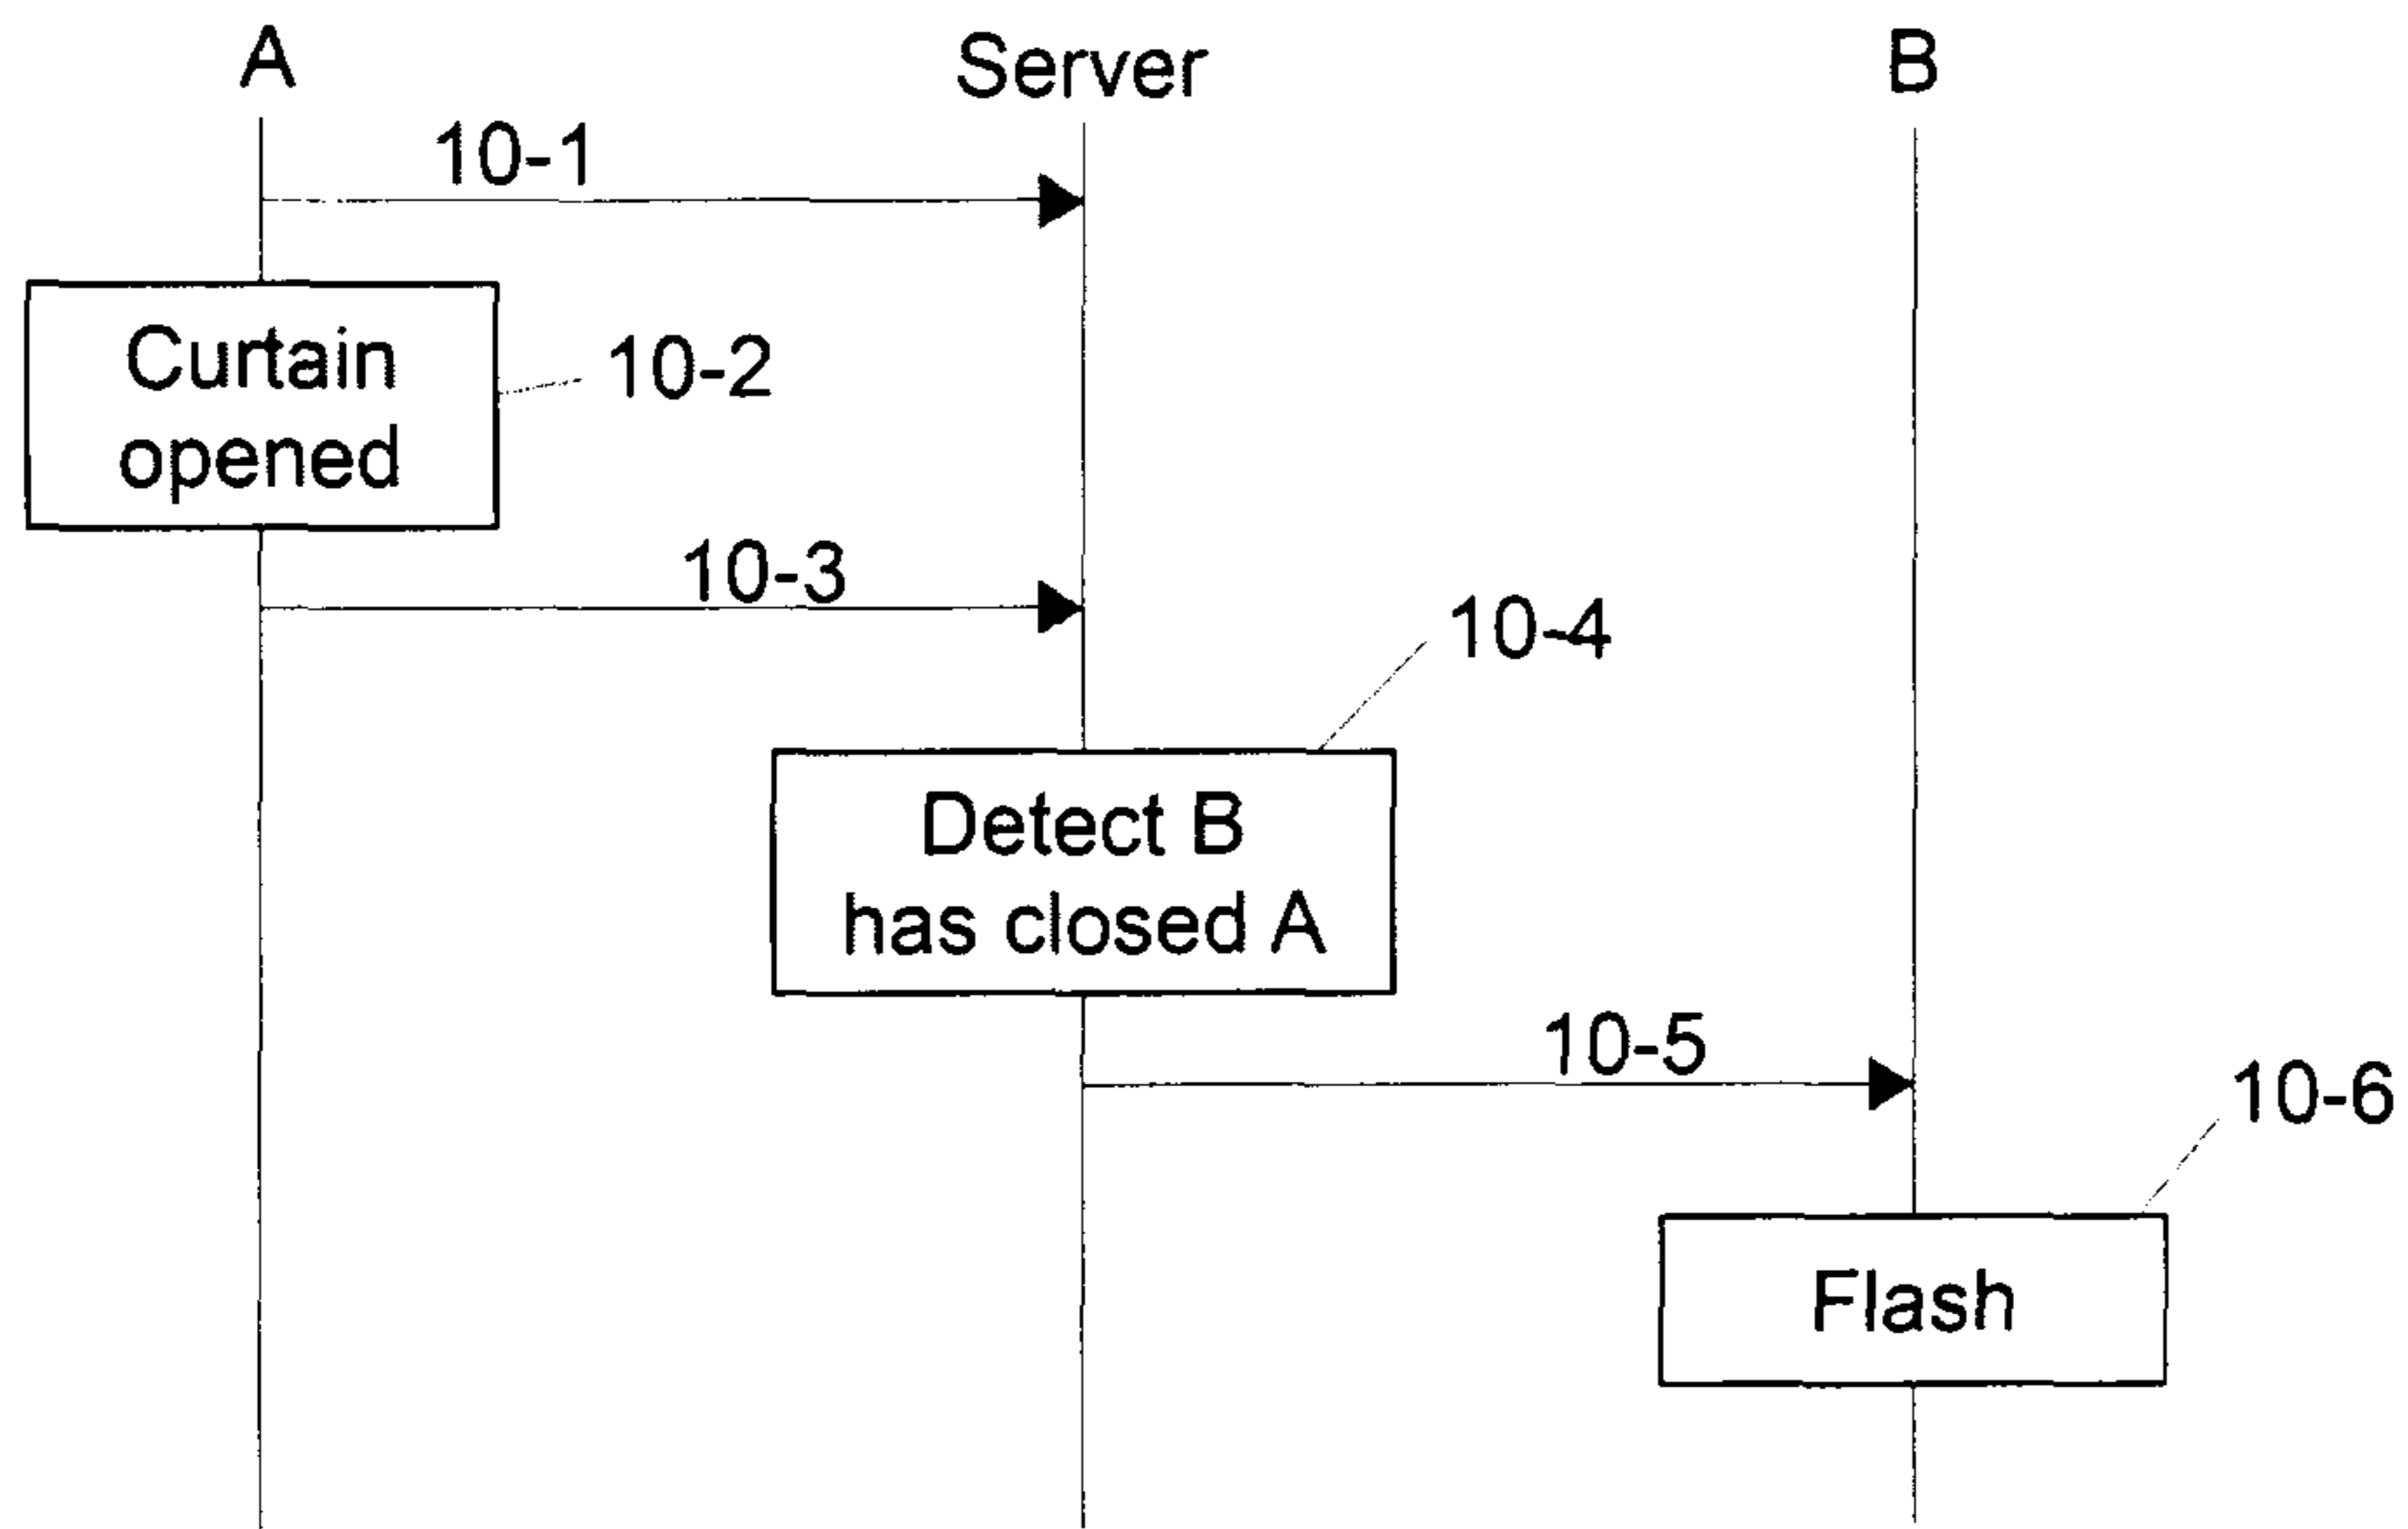 A
Server
B
10-1
Curtain
opened
10-2
10-3
10-4
Detect B
has closed A
10-5
10-6
Flash